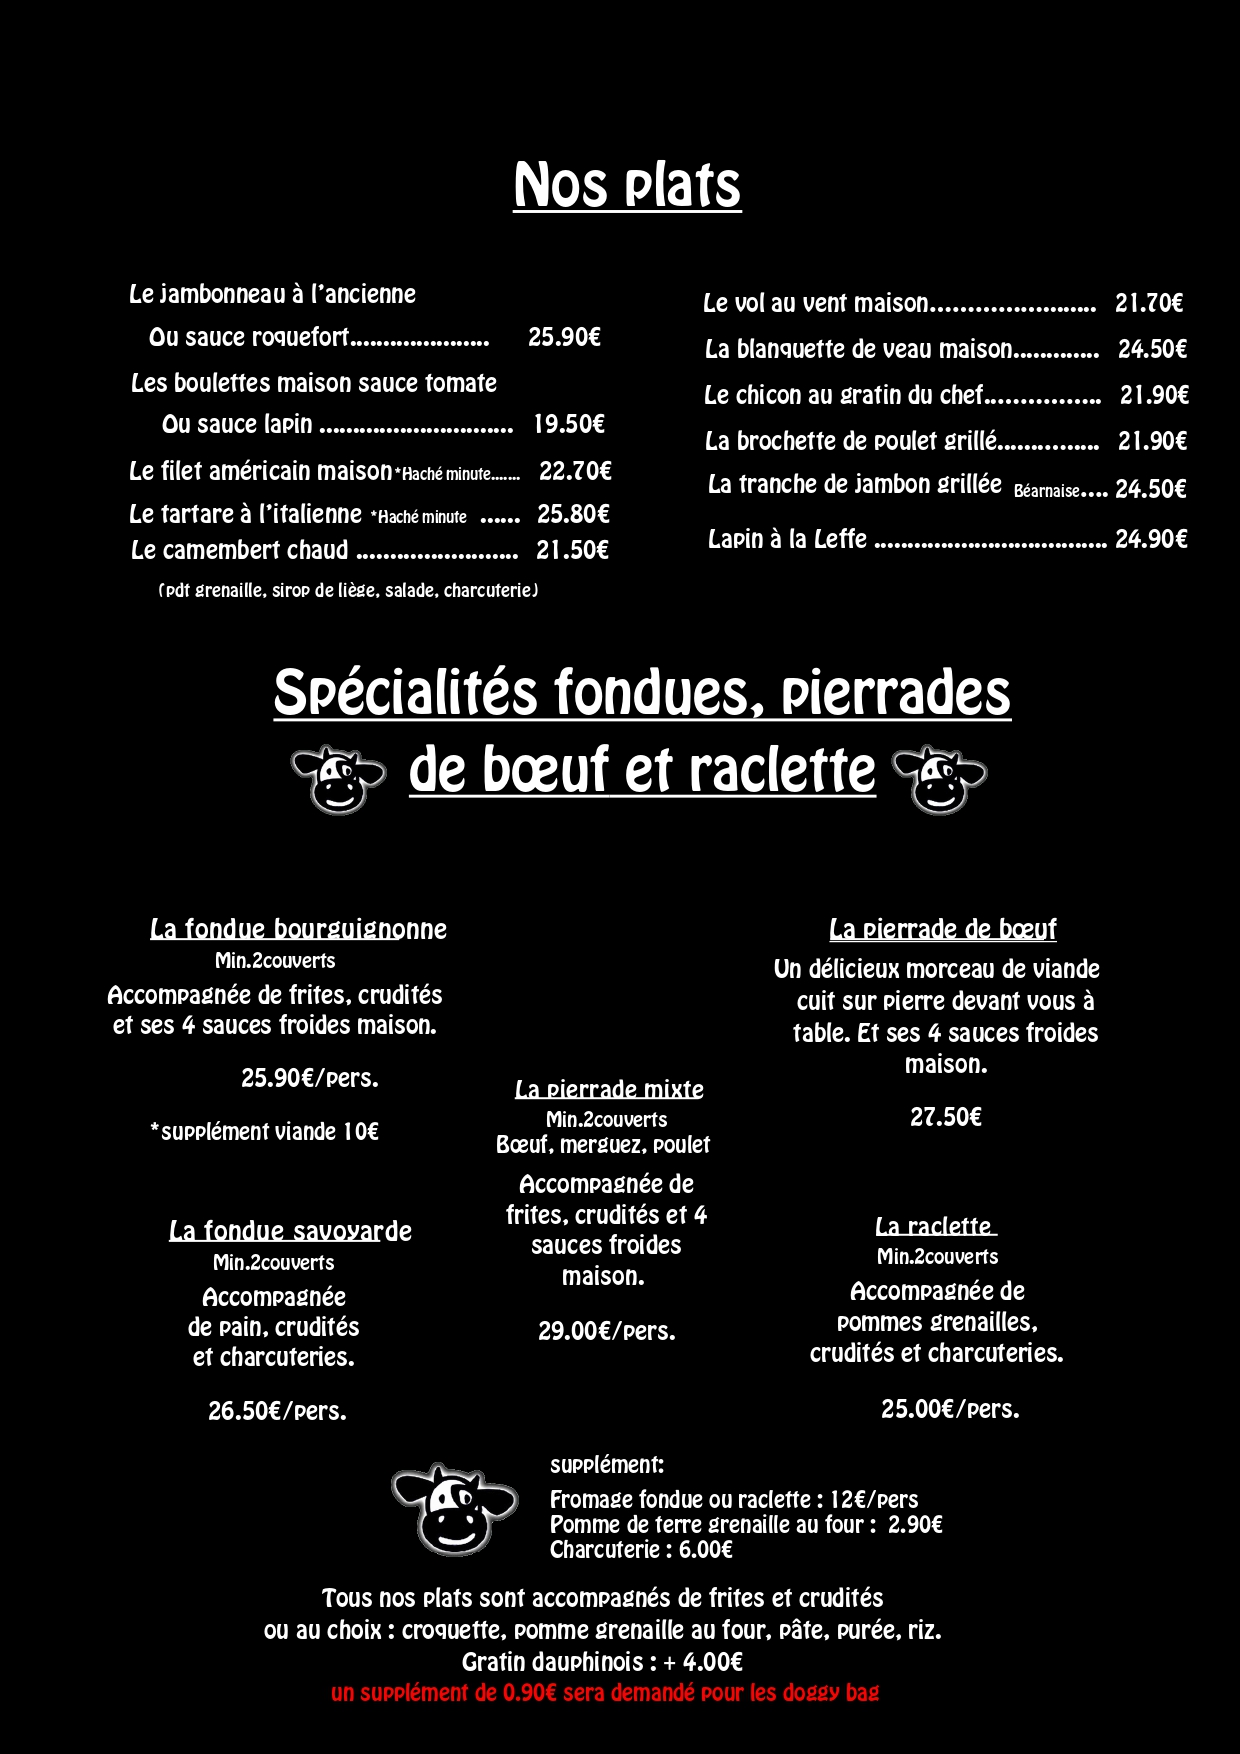 Nos plats
Le jambonneau à l'ancienne
Ou sauce roquefort..................... 25.90€
Les boulettes maison sauce tomate
Ou sauce lapin ............................. 19.50€
Le filet américain maison*Haché minute....... 22.70€
Le tartare à l'italienne *Haché minute ...... 25.80€
Le camembert chaud ........................ 21.50€
(pdt grenaille, sirop de liège, salade, charcuterie)
Le vol au vent maison......................... 21.70€
La blanquette de veau maison............. 24.50€
Le chicon au gratin du chef................. 21.90€
La brochette de poulet grillé............... 21.90€
La tranche de jambon grillée Béarnaise.... 24.50€
Lapin à la Leffe ................................... 24.90€
Spécialités fondues, pierrades
de bœuf et raclette
La fondue bourguignonne
Min.2couverts
Accompagnée de frites, crudités
et ses 4 sauces froides maison.
25.90€/pers.
*supplément viande 10€
La fondue savoyarde
Min.2couverts
Accompagnée
de pain, crudités
et charcuteries.
26.50€/pers.
La pierrade mixte
Min.2couverts
Bœuf, merguez, poulet
Accompagnée de
frites, crudités et 4
sauces froides
maison.
29.00€/pers.
La pierrade de bœuf
Un délicieux morceau de viande
cuit sur pierre devant vous à
table. Et ses 4 sauces froides
maison.
27.50€
La raclette
Min.2couverts
Accompagnée de
pommes grenailles,
crudités et charcuteries.
25.00€/pers.
supplément:
Fromage fondue ou raclette : 12€/pers
Pomme de terre grenaille au four : 2.90€
Charcuterie : 6.00€
Tous nos plats sont accompagnés de frites et crudités
ou au choix : croquette, pomme grenaille au four, pâte, purée, riz.
Gratin dauphinois : + 4.00€
un supplément de 0.90€ sera demandé pour les doggy bag